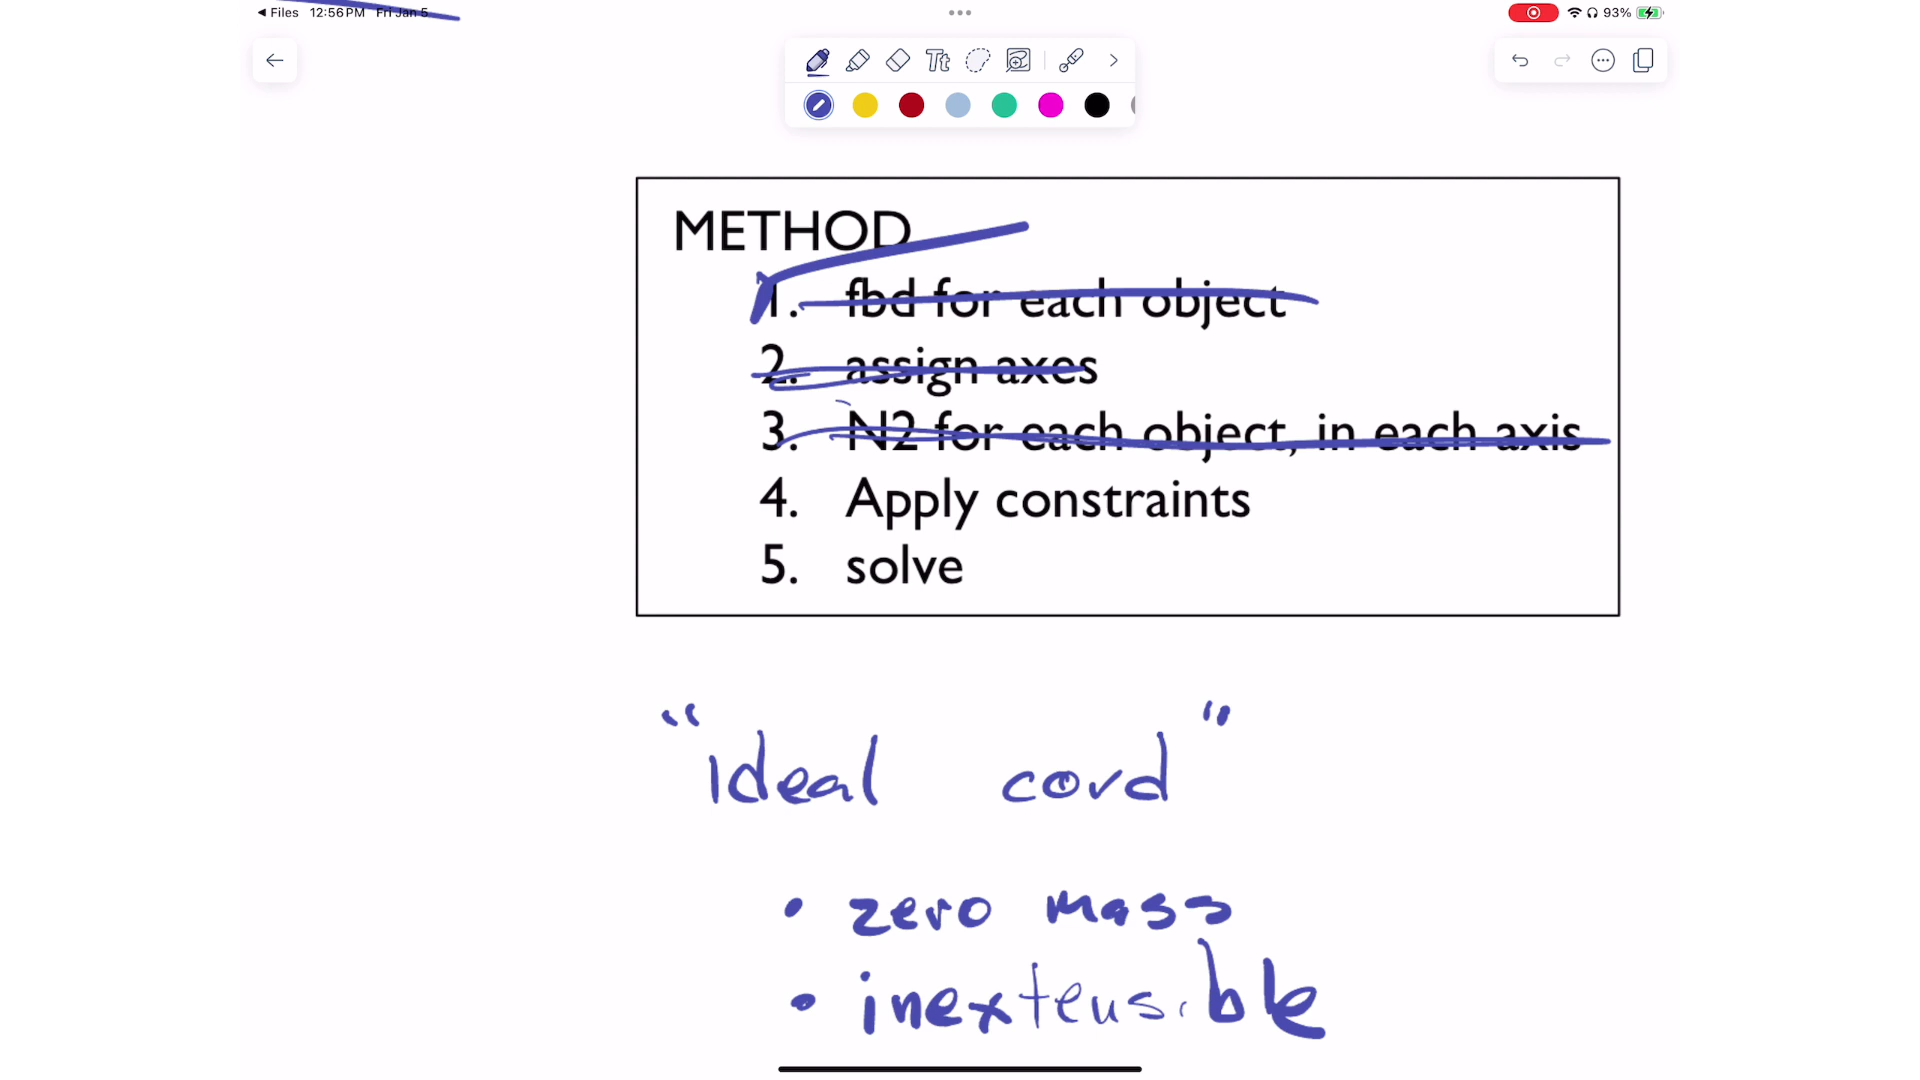 ◀ Files 12:56 PM Fri Jan 5
93%
Tt
METHOD
1. fbd for each object
2. assign axes
3. N2 for each object, in each axis
4. Apply constraints
5. solve
"ideal cord"
• zero mass
• inextensible